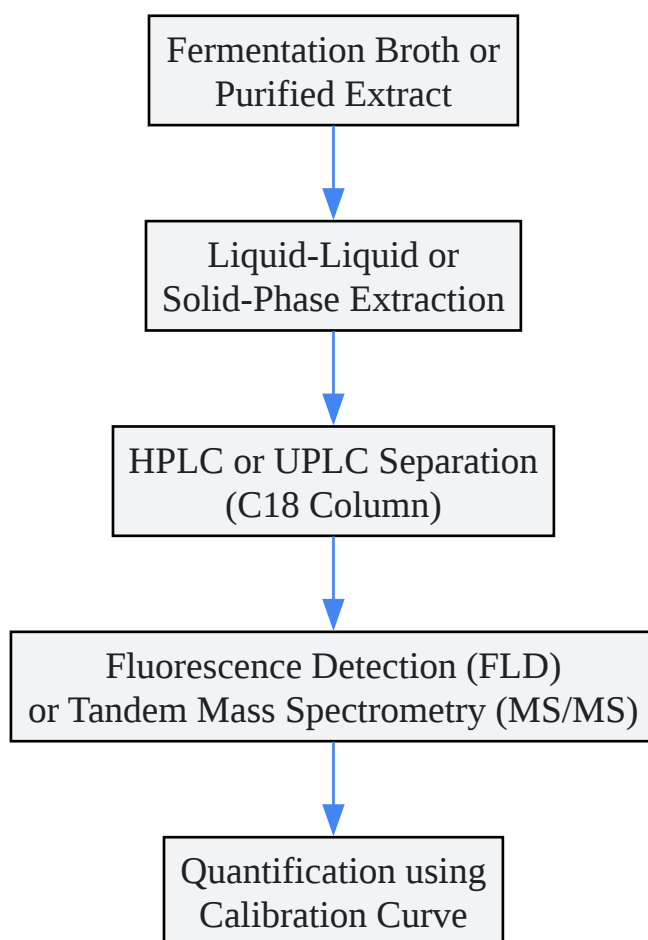 Fermentation Broth or
Purified Extract
Liquid-Liquid or
Solid-Phase Extraction
HPLC or UPLC Separation
(C18 Column)
Fluorescence Detection (FLD)
or Tandem Mass Spectrometry (MS/MS)
Quantification using
Calibration Curve